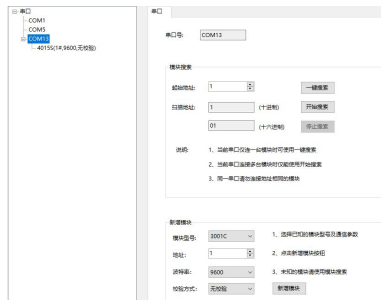 串口
COM1
COM5
COM13
4015S(1#,9600,无校验)
串口
串口号:
COM13
模块搜索
起始地址:
1
一键搜索
扫描地址:
1
(十进制)
开始搜索
01
(十六进制)
停止搜索
说明:
1、当前串口仅连一台模块时可使用一键搜索
2、当前串口连接多台模块时仅能使用开始搜索
3、同一串口请勿连接地址相同的模块
新增模块
模块型号:
3001C
1、选择已知的模块型号及通信参数
地址:
1
2、点击新增模块按钮
波特率:
9600
3、未知的模块请使用模块搜索
校验方式:
无校验
新增模块